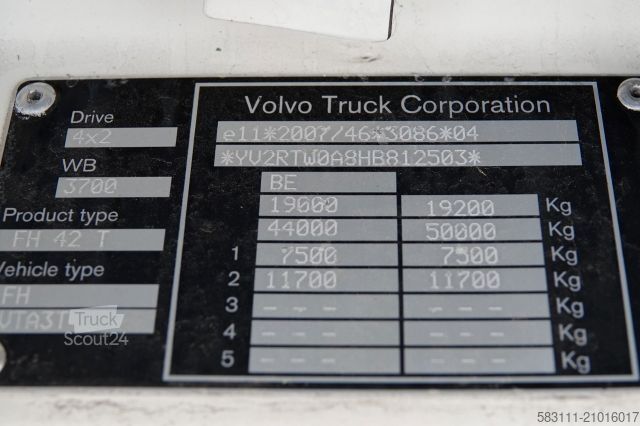 Drive
4x2
WB
3700
Product type
FH 42 T
Vehicle type
FH
VTA3T
Volvo Truck Corporation
e11*2007/46*3086*04
*YV2RTW0A8HB812503*
BE
19000 19200 Kg
44000 50000 Kg
1 7500 7500 Kg
2 11700 11700 Kg
3 ---- ---- Kg
4 ---- ---- Kg
5 ---- ---- Kg
Truck
Scout24
583111-21016017